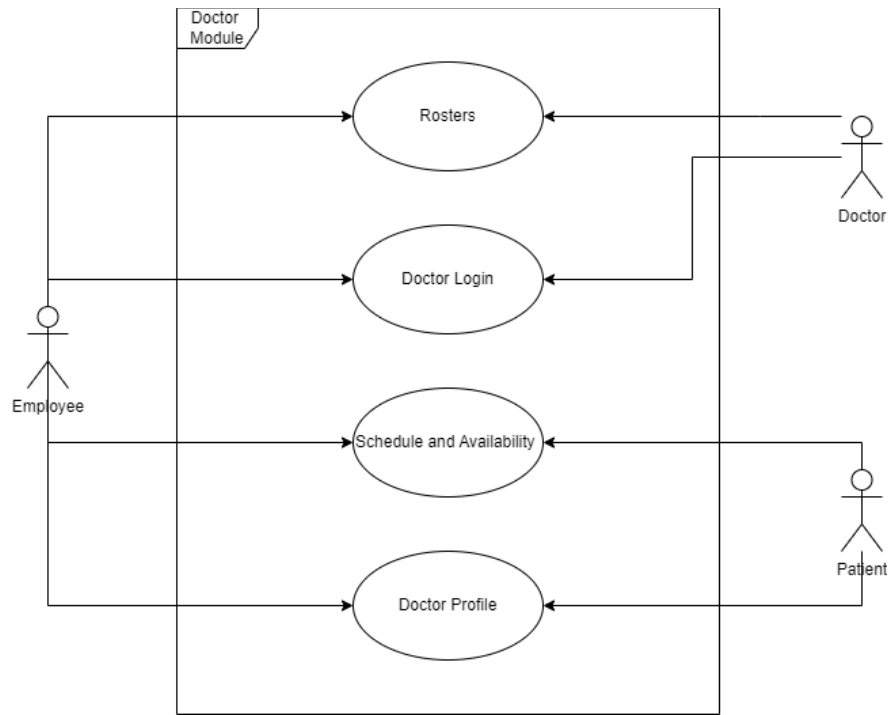 Doctor
Module
Rosters
Doctor
Doctor Login
Employee
Schedule and Availability
Patient
Doctor Profile